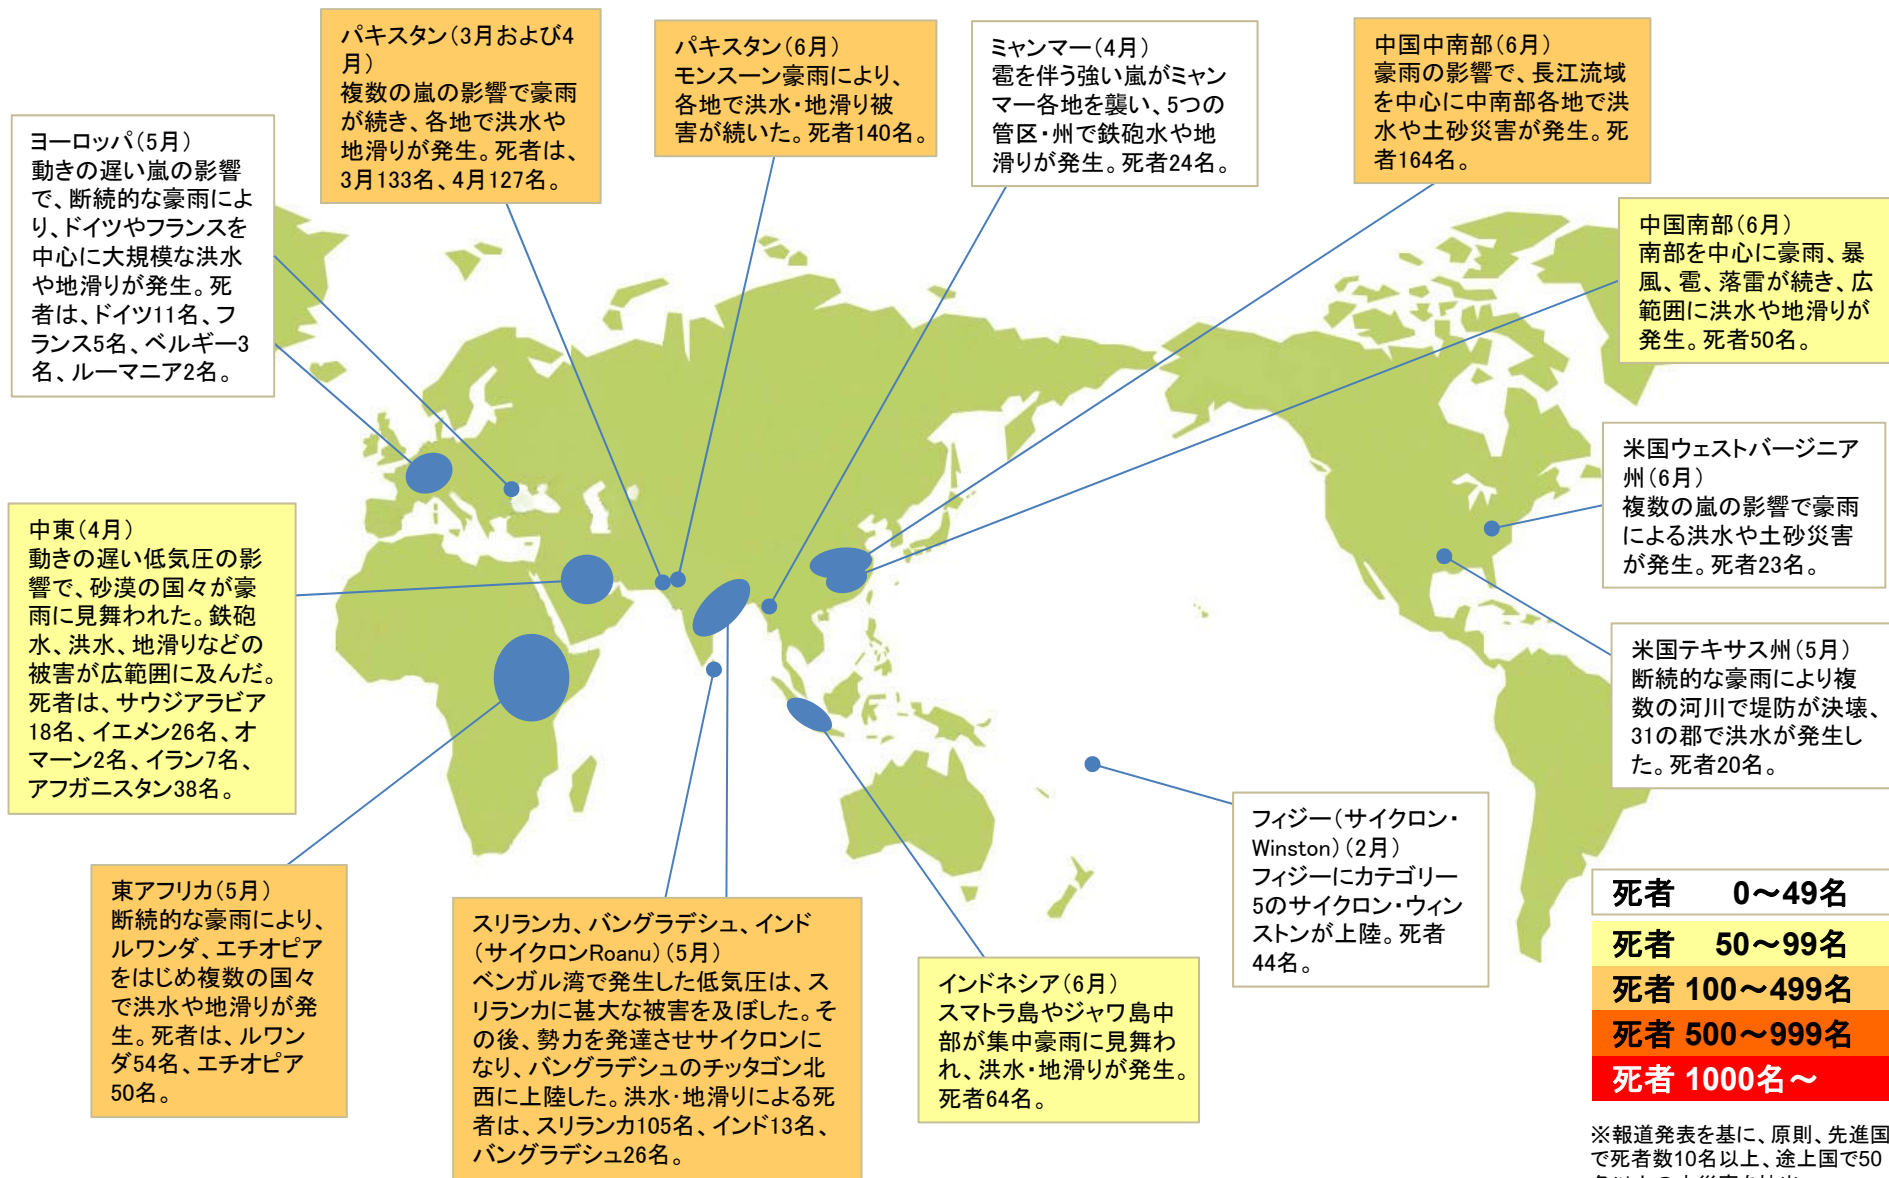 パキスタン(3月および4
月)
複数の嵐の影響で豪雨
が続き、各地で洪水や
地滑りが発生。死者は、
3月133名、4月127名。
パキスタン(6月)
モンスーン豪雨により、
各地で洪水・地滑り被
害が続いた。死者140名。
ミャンマー(4月)
雹を伴う強い嵐がミャン
マー各地を襲い、5つの
管区・州で鉄砲水や地
滑りが発生。死者24名。
中国中南部(6月)
豪雨の影響で、長江流域
を中心に中南部各地で洪
水や土砂災害が発生。死
者164名。
ヨーロッパ(5月)
動きの遅い嵐の影響
で、断続的な豪雨によ
り、ドイツやフランスを
中心に大規模な洪水
や地滑りが発生。死
者は、ドイツ11名、フ
ランス5名、ベルギー3
名、ルーマニア2名。
中国南部(6月)
南部を中心に豪雨、暴
風、雹、落雷が続き、広
範囲に洪水や地滑りが
発生。死者50名。
米国ウェストバージニア
州(6月)
複数の嵐の影響で豪雨
による洪水や土砂災害
が発生。死者23名。
中東(4月)
動きの遅い低気圧の影
響で、砂漠の国々が豪
雨に見舞われた。鉄砲
水、洪水、地滑りなどの
被害が広範囲に及んだ。
死者は、サウジアラビア
18名、イエメン26名、オ
マーン2名、イラン7名、
アフガニスタン38名。
米国テキサス州(5月)
断続的な豪雨により複
数の河川で堤防が決壊、
31の郡で洪水が発生し
た。死者20名。
フィジー(サイクロン・
Winston)(2月)
フィジーにカテゴリー
5のサイクロン・ウィン
ストンが上陸。死者
44名。
東アフリカ(5月)
断続的な豪雨により、
ルワンダ、エチオピア
をはじめ複数の国々
で洪水や地滑りが発
生。死者は、ルワン
ダ54名、エチオピア
50名。
スリランカ、バングラデシュ、インド
(サイクロンRoanu)(5月)
ベンガル湾で発生した低気圧は、ス
リランカに甚大な被害を及ぼした。そ
の後、勢力を発達させサイクロンに
なり、バングラデシュのチッタゴン北
西に上陸した。洪水・地滑りによる死
者は、スリランカ105名、インド13名、
バングラデシュ26名。
インドネシア(6月)
スマトラ島やジャワ島中
部が集中豪雨に見舞わ
れ、洪水・地滑りが発生。
死者64名。
死者 0～49名
死者 50～99名
死者 100～499名
死者 500～999名
死者 1000名～
※報道発表を基に、原則、先進国
で死者数10名以上、途上国で50